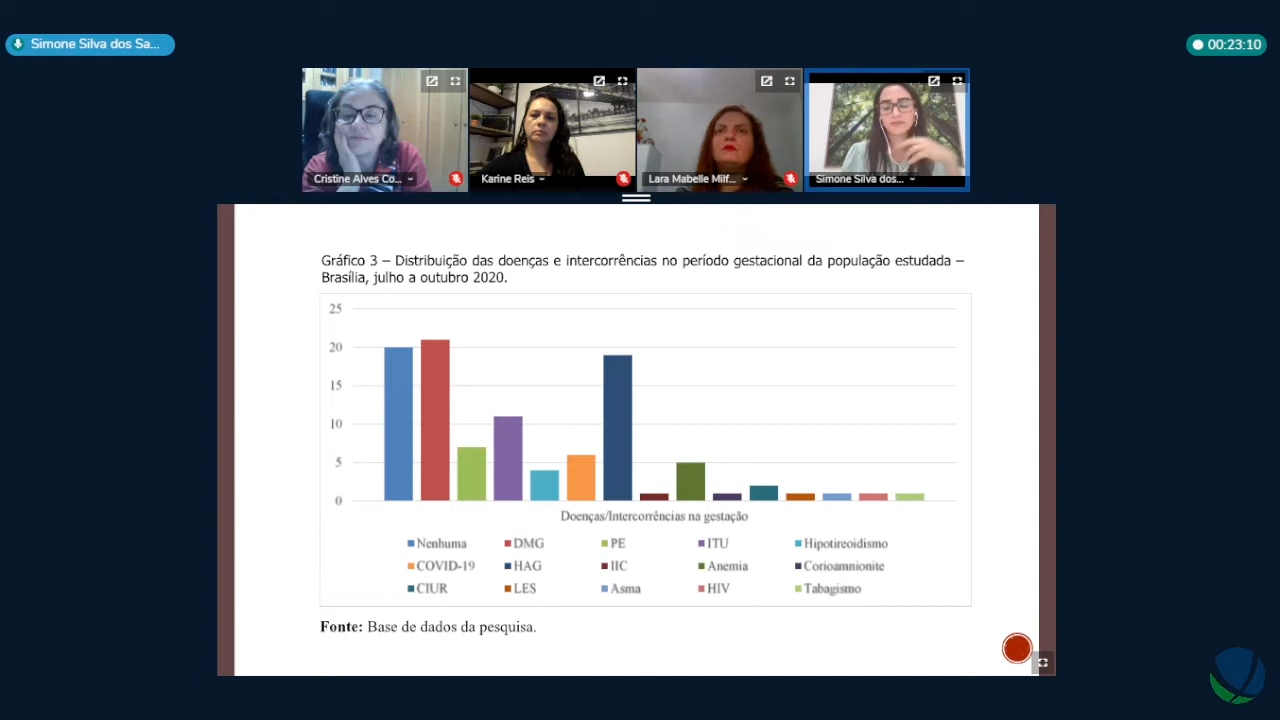 Simone Silva dos Sa...
00:23:10
Cristine Alves Co...
Karine Reis
Lara Mabelle Milf...
Simone Silva dos...
Gráfico 3 – Distribuição das doenças e intercorrências no período gestacional da população estudada –
Brasília, julho a outubro 2020.
25
20
15
10
5
0
Doenças/Intercorrências na gestação
Nenhuma DMG PE ITU Hipotireoidismo
COVID-19 HAG IIC Anemia Corioamnionite
CIUR LES Asma HIV Tabagismo
Fonte: Base de dados da pesquisa.